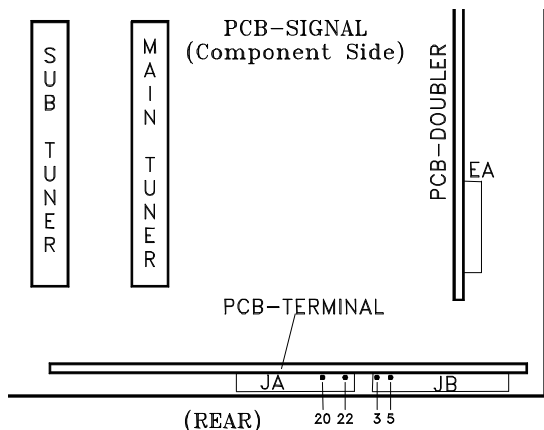 PCB-SIGNAL
(Component Side)
SUB TUNER
MAIN TUNER
PCB-DOUBLER
EA
PCB-TERMINAL
JA
JB
20 22 3 5
(REAR)